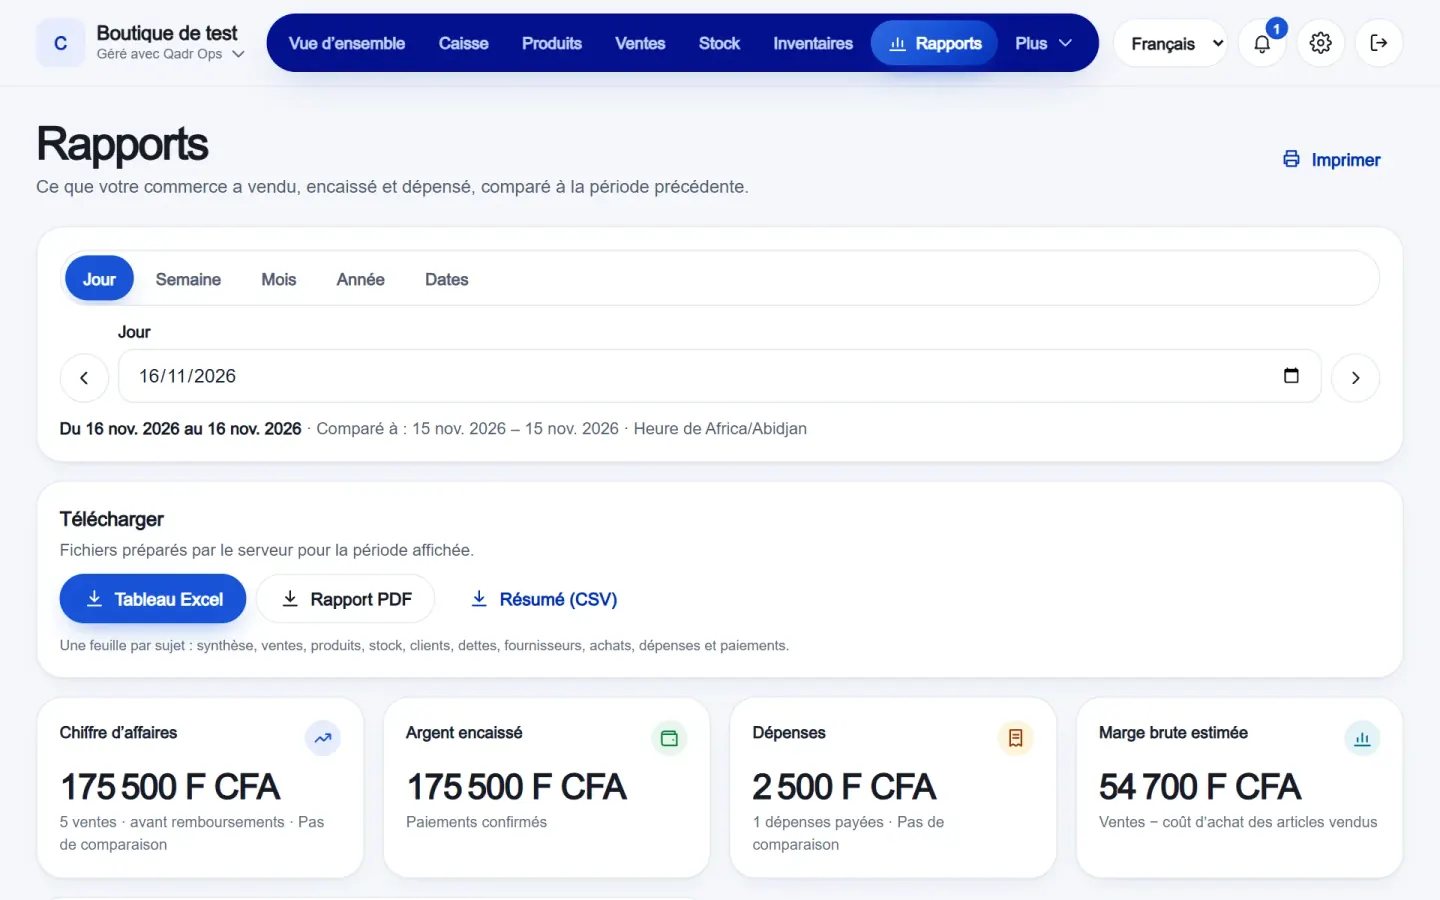 C
Boutique de test
Géré avec Qadr Ops
Vue d’ensemble
Caisse
Produits
Ventes
Stock
Inventaires
Rapports
Plus
Français
1
Rapports
Ce que votre commerce a vendu, encaissé et dépensé, comparé à la période précédente.
Imprimer
Jour
Semaine
Mois
Année
Dates
Jour
16/11/2026
Du 16 nov. 2026 au 16 nov. 2026 · Comparé à : 15 nov. 2026 – 15 nov. 2026 · Heure de Africa/Abidjan
Télécharger
Fichiers préparés par le serveur pour la période affichée.
Tableau Excel
Rapport PDF
Résumé (CSV)
Une feuille par sujet : synthèse, ventes, produits, stock, clients, dettes, fournisseurs, achats, dépenses et paiements.
Chiffre d’affaires
175 500 F CFA
5 ventes · avant remboursements · Pas
de comparaison
Argent encaissé
175 500 F CFA
Paiements confirmés
Dépenses
2 500 F CFA
1 dépenses payées · Pas de
comparaison
Marge brute estimée
54 700 F CFA
Ventes − coût d’achat des articles vendus